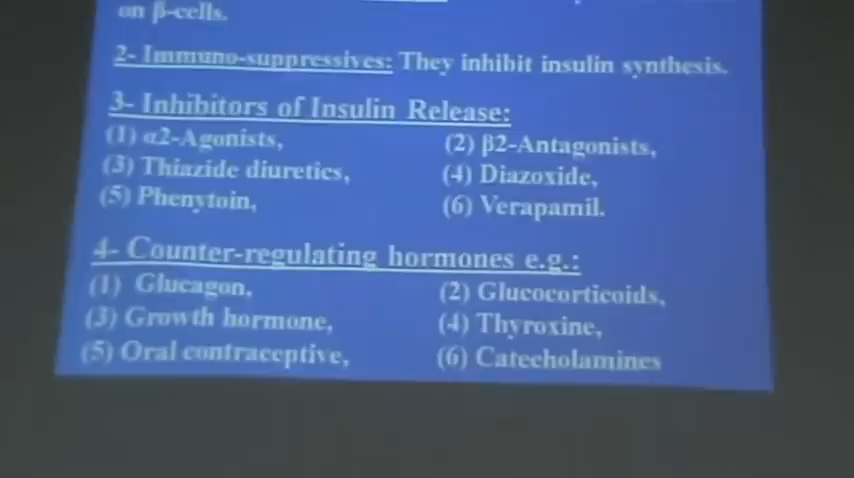 on β-cells.
2- Immuno-suppressives: They inhibit insulin synthesis.
3- Inhibitors of Insulin Release:
(1) α2-Agonists, (2) β2-Antagonists,
(3) Thiazide diuretics, (4) Diazoxide,
(5) Phenytoin, (6) Verapamil.
4- Counter-regulating hormones e.g.:
(1) Glucagon, (2) Glucocorticoids,
(3) Growth hormone, (4) Thyroxine,
(5) Oral contraceptive, (6) Catecholamines